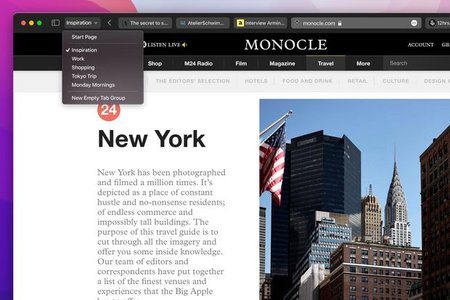 Inspiration
The secret to s
AtelierSchwim...
Interview Armin...
monocle.com
12hrs
Start Page
Inspiration
Work
Shopping
Tokyo Trip
Monday Mornings
New Empty Tab Group
LISTEN LIVE
MONOCLE
ACCOUNT
Shop
M24 Radio
Film
Magazine
Travel
More
Search
THE EDITORS' SELECTION
HOTELS
FOOD AND DRINK
RETAIL
CULTURE
DESIGN
24
New York
New York has been photographed
and filmed a million times. It's
depicted as a place of constant
hustle and no-nonsense residents;
of endless commerce and
impossibly tall buildings. The
purpose of this travel guide is to
cut through all the imagery and
offer you some inside knowledge.
Our team of editors and
correspondents have put together
a list of the finest venues and
experiences that the Big Apple